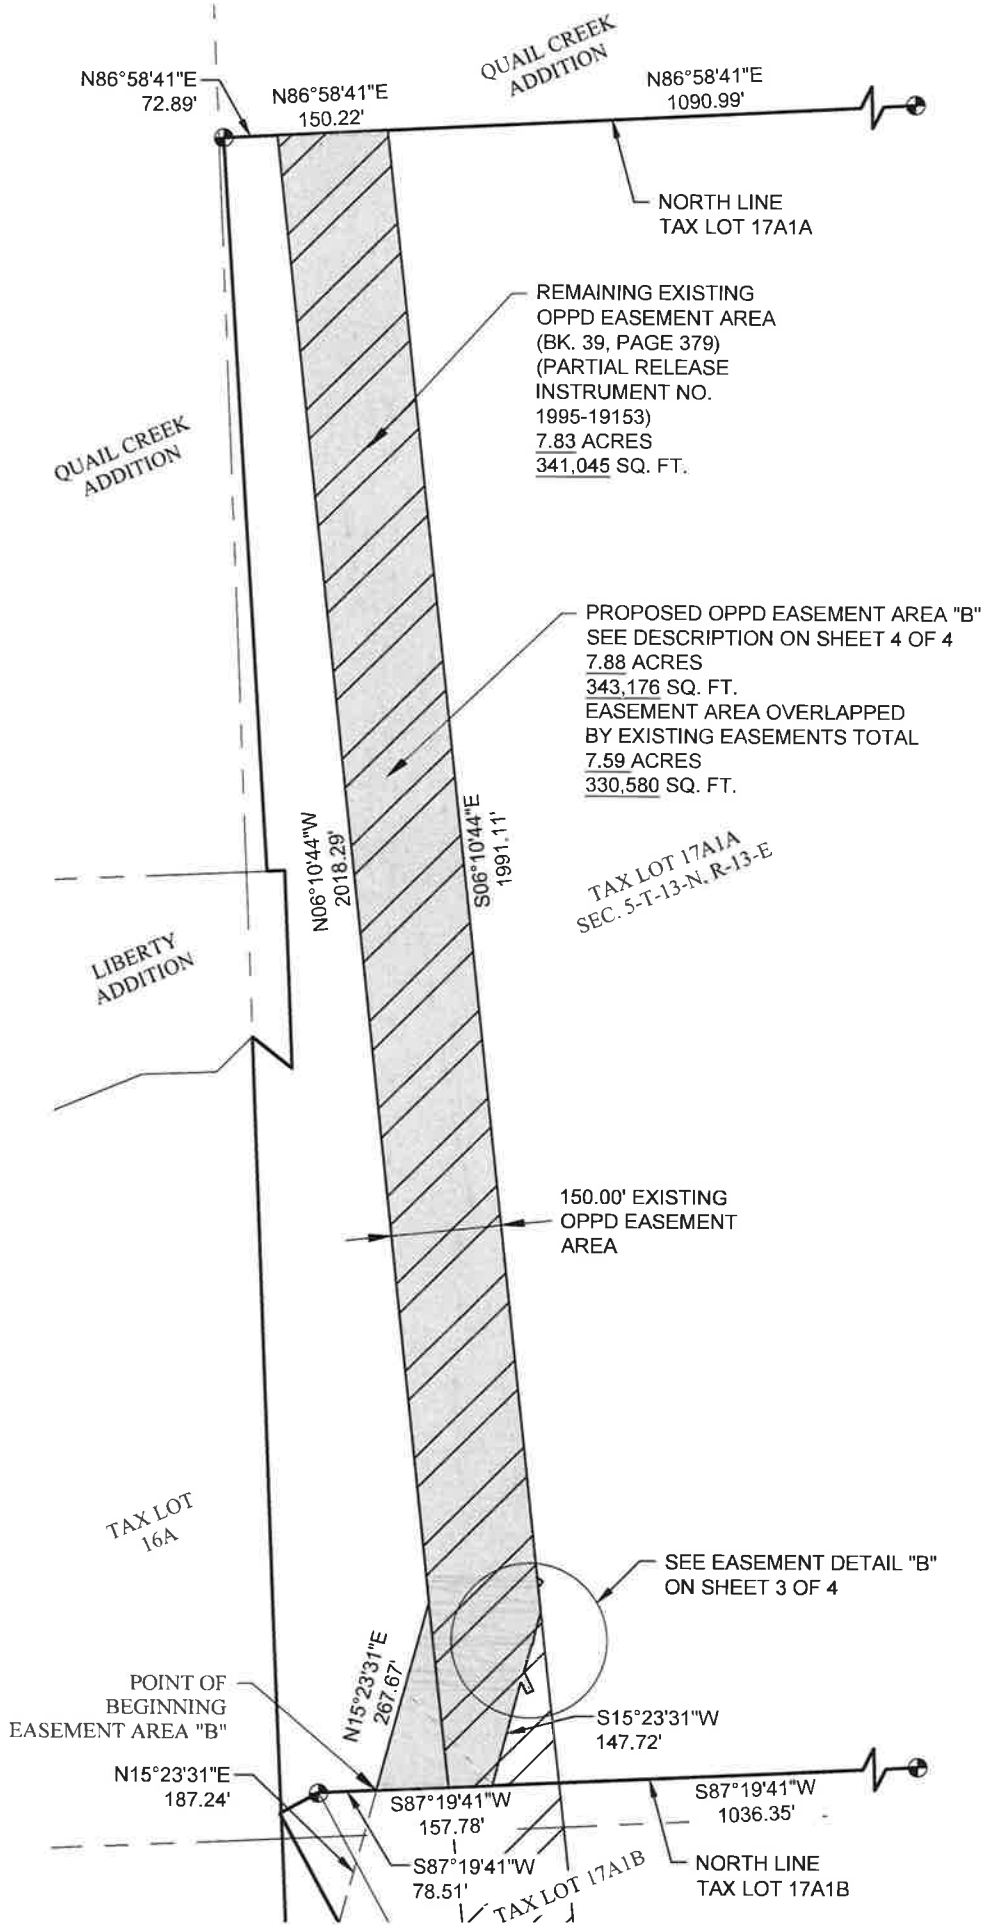 QUAIL CREEK
ADDITION
N86°58'41"E
72.89'
N86°58'41"E
150.22'
N86°58'41"E
1090.99'
NORTH LINE
TAX LOT 17A1A
REMAINING EXISTING
OPPD EASEMENT AREA
(BK. 39, PAGE 379)
(PARTIAL RELEASE
INSTRUMENT NO.
1995-19153)
7.83 ACRES
341,045 SQ. FT.
QUAIL CREEK
ADDITION
PROPOSED OPPD EASEMENT AREA "B"
SEE DESCRIPTION ON SHEET 4 OF 4
7.88 ACRES
343,176 SQ. FT.
EASEMENT AREA OVERLAPPED
BY EXISTING EASEMENTS TOTAL
7.59 ACRES
330,580 SQ. FT.
N06°10'44"W
2018.29'
S06°10'44"E
1991.11'
TAX LOT 17A1A
SEC. 5-T-13-N, R-13-E
LIBERTY
ADDITION
150.00' EXISTING
OPPD EASEMENT
AREA
TAX LOT
16A
SEE EASEMENT DETAIL "B"
ON SHEET 3 OF 4
N15°23'31"E
267.67'
POINT OF
BEGINNING
EASEMENT AREA "B"
S15°23'31"W
147.72'
N15°23'31"E
187.24'
S87°19'41"W
157.78'
S87°19'41"W
1036.35'
S87°19'41"W
78.51'
TAX LOT 17A1B
NORTH LINE
TAX LOT 17A1B